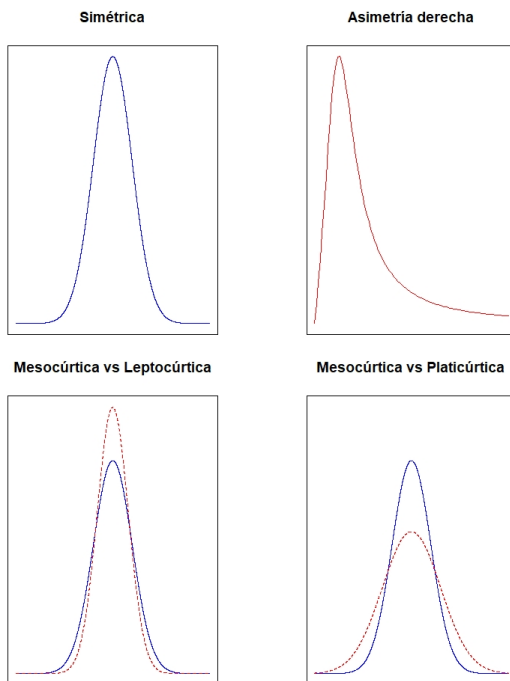 Simétrica
Asimetría derecha
Mesocúrtica vs Leptocúrtica
Mesocúrtica vs Platicúrtica